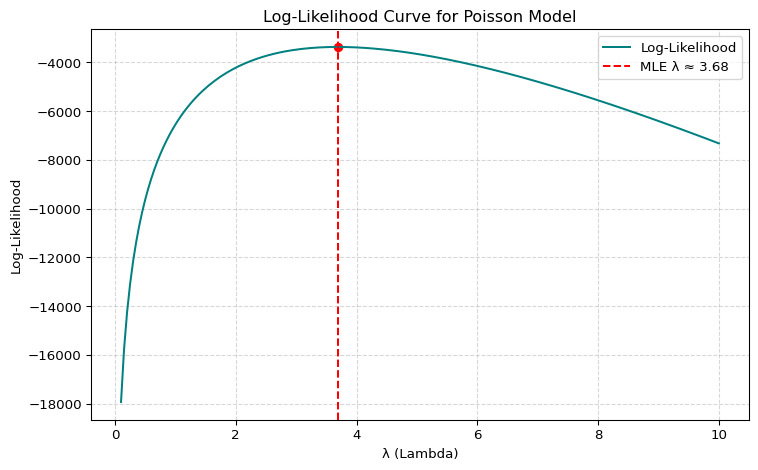 Log-Likelihood Curve for Poisson Model
Log-Likelihood
MLE λ ≈ 3.68
−4000
−6000
−8000
−10000
−12000
−14000
−16000
−18000
Log-Likelihood
0 2 4 6 8 10
λ (Lambda)